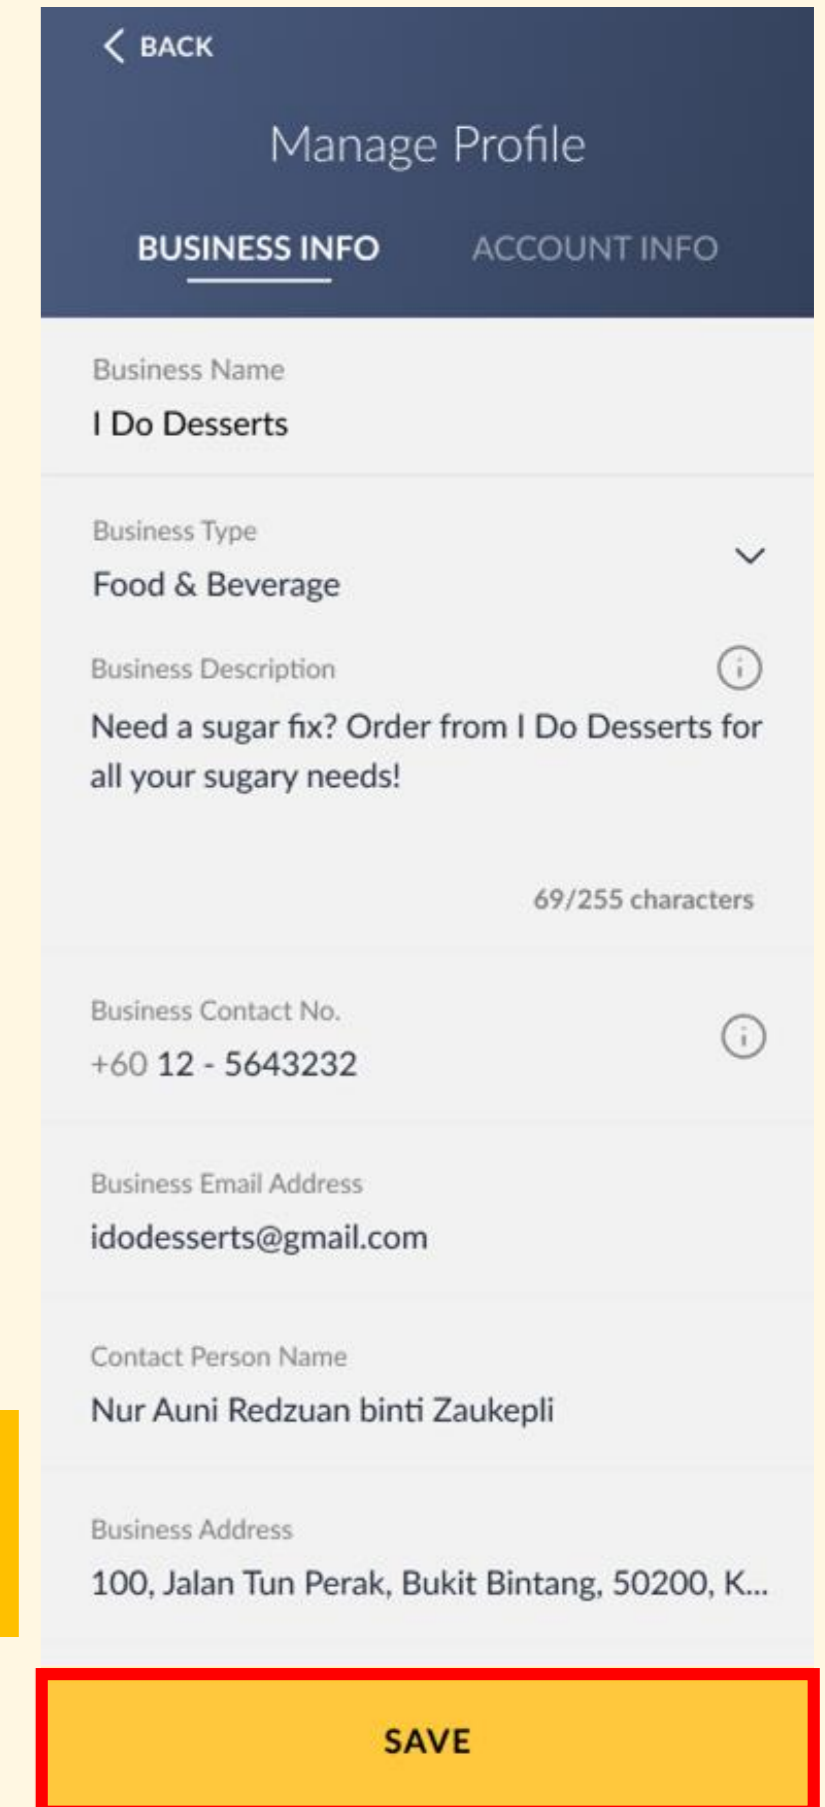 BACK
Manage Profile
BUSINESS INFO ACCOUNT INFO
Business Name
I Do Desserts
Business Type
Food & Beverage
Business Description
Need a sugar fix? Order from I Do Desserts for
all your sugary needs!
69/255 characters
Business Contact No.
+60 12 - 5643232
Business Email Address
idodesserts@gmail.com
Contact Person Name
Nur Auni Redzuan binti Zaukepli
Business Address
100, Jalan Tun Perak, Bukit Bintang, 50200, K...
SAVE